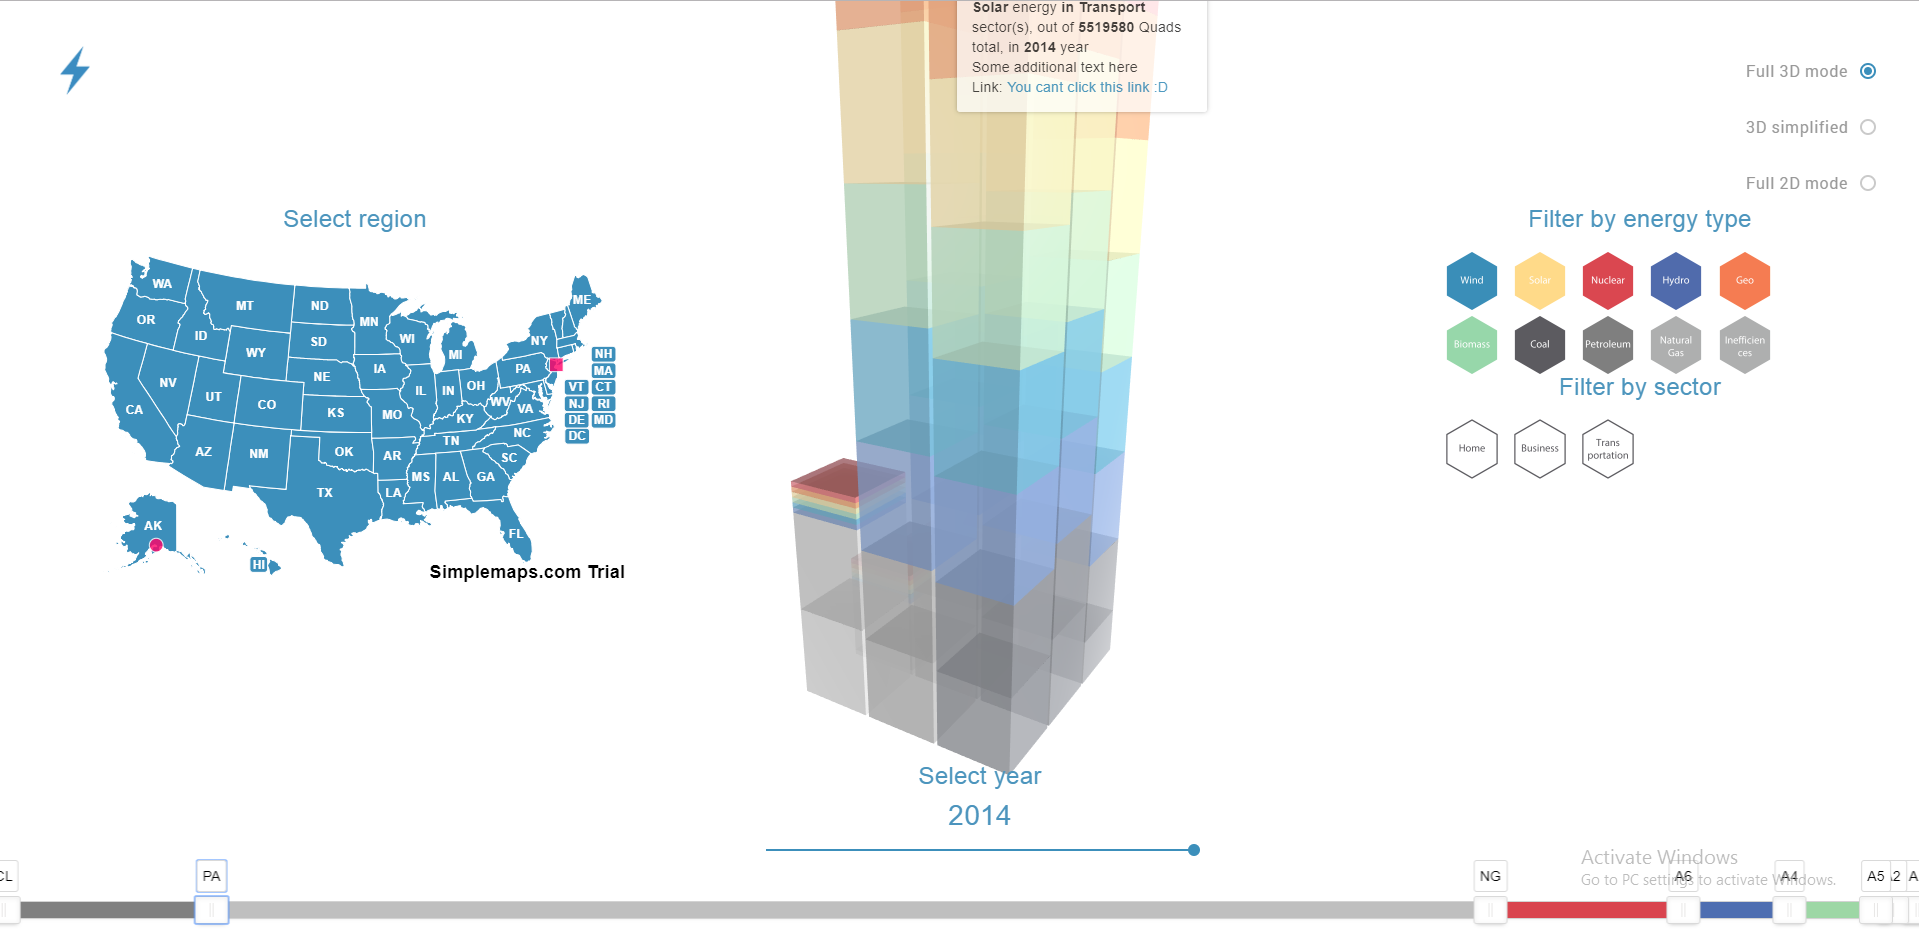 Solar energy in Transport
sector(s), out of 5519580 Quads
total, in 2014 year
Some additional text here
Link: You cant click this link :D
Full 3D mode
3D simplified
Full 2D mode
Select region
WA
OR
CA
ID
NV
MT
WY
UT
AZ
CO
NM
ND
SD
NE
KS
OK
TX
MN
IA
MO
AR
LA
WI
IL
MI
IN
OH
KY
TN
MS
AL
GA
FL
SC
NC
VA
WV
PA
NY
ME
NH
MA
VT CT
NJ RI
DE MD
DC
AK
HI
Simplemaps.com Trial
Filter by energy type
Wind Solar Nuclear Hydro Geo
Biomass Coal Petroleum Natural Gas Inefficien
ces
Filter by sector
Home Business Trans
portation
Select year
2014
Activate Windows
Go to PC settings to activate Windows.
CL PA NG A6 A4 A5